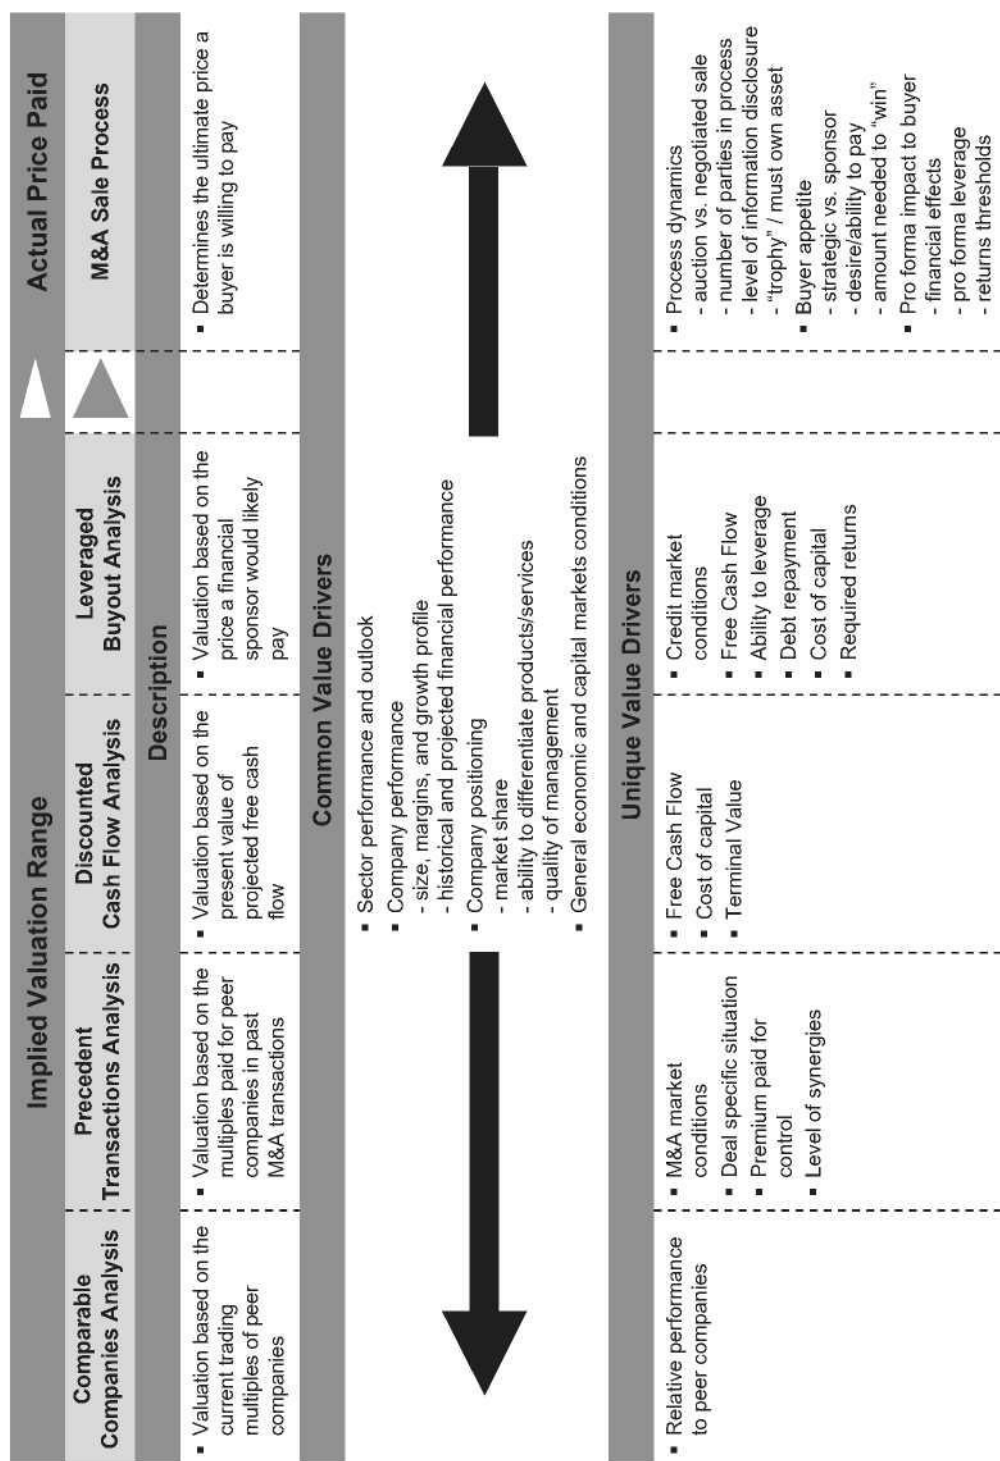 Implied Valuation Range
Actual Price Paid
Comparable
Companies Analysis
Precedent
Transactions Analysis
Discounted
Cash Flow Analysis
Leveraged
Buyout Analysis
M&A Sale Process
Description
▪ Valuation based on the
current trading
multiples of peer
companies
▪ Valuation based on the
multiples paid for peer
companies in past
M&A transactions
▪ Valuation based on the
present value of
projected free cash
flow
▪ Valuation based on the
price a financial
sponsor would likely
pay
▪ Determines the ultimate price a
buyer is willing to pay
Common Value Drivers
▪ Sector performance and outlook
▪ Company performance
- size, margins, and growth profile
- historical and projected financial performance
▪ Company positioning
- market share
- ability to differentiate products/services
- quality of management
▪ General economic and capital markets conditions
Unique Value Drivers
▪ Relative performance
to peer companies
▪ M&A market
conditions
▪ Deal specific situation
▪ Premium paid for
control
▪ Level of synergies
▪ Free Cash Flow
▪ Cost of capital
▪ Terminal Value
▪ Credit market
conditions
▪ Free Cash Flow
▪ Ability to leverage
▪ Debt repayment
▪ Cost of capital
▪ Required returns
▪ Process dynamics
- auction vs. negotiated sale
- number of parties in process
- level of information disclosure
- “trophy” / must own asset
▪ Buyer appetite
- strategic vs. sponsor
- desire/ability to pay
- amount needed to “win”
▪ Pro forma impact to buyer
- financial effects
- pro forma leverage
- returns thresholds